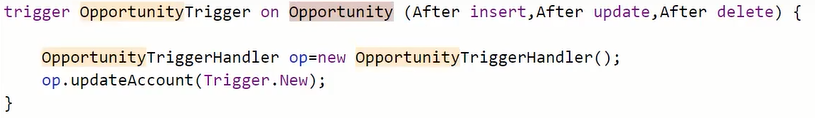 trigger OpportunityTrigger on Opportunity (After insert,After update,After delete) {
OpportunityTriggerHandler op=new OpportunityTriggerHandler();
op.updateAccount(Trigger.New);
}